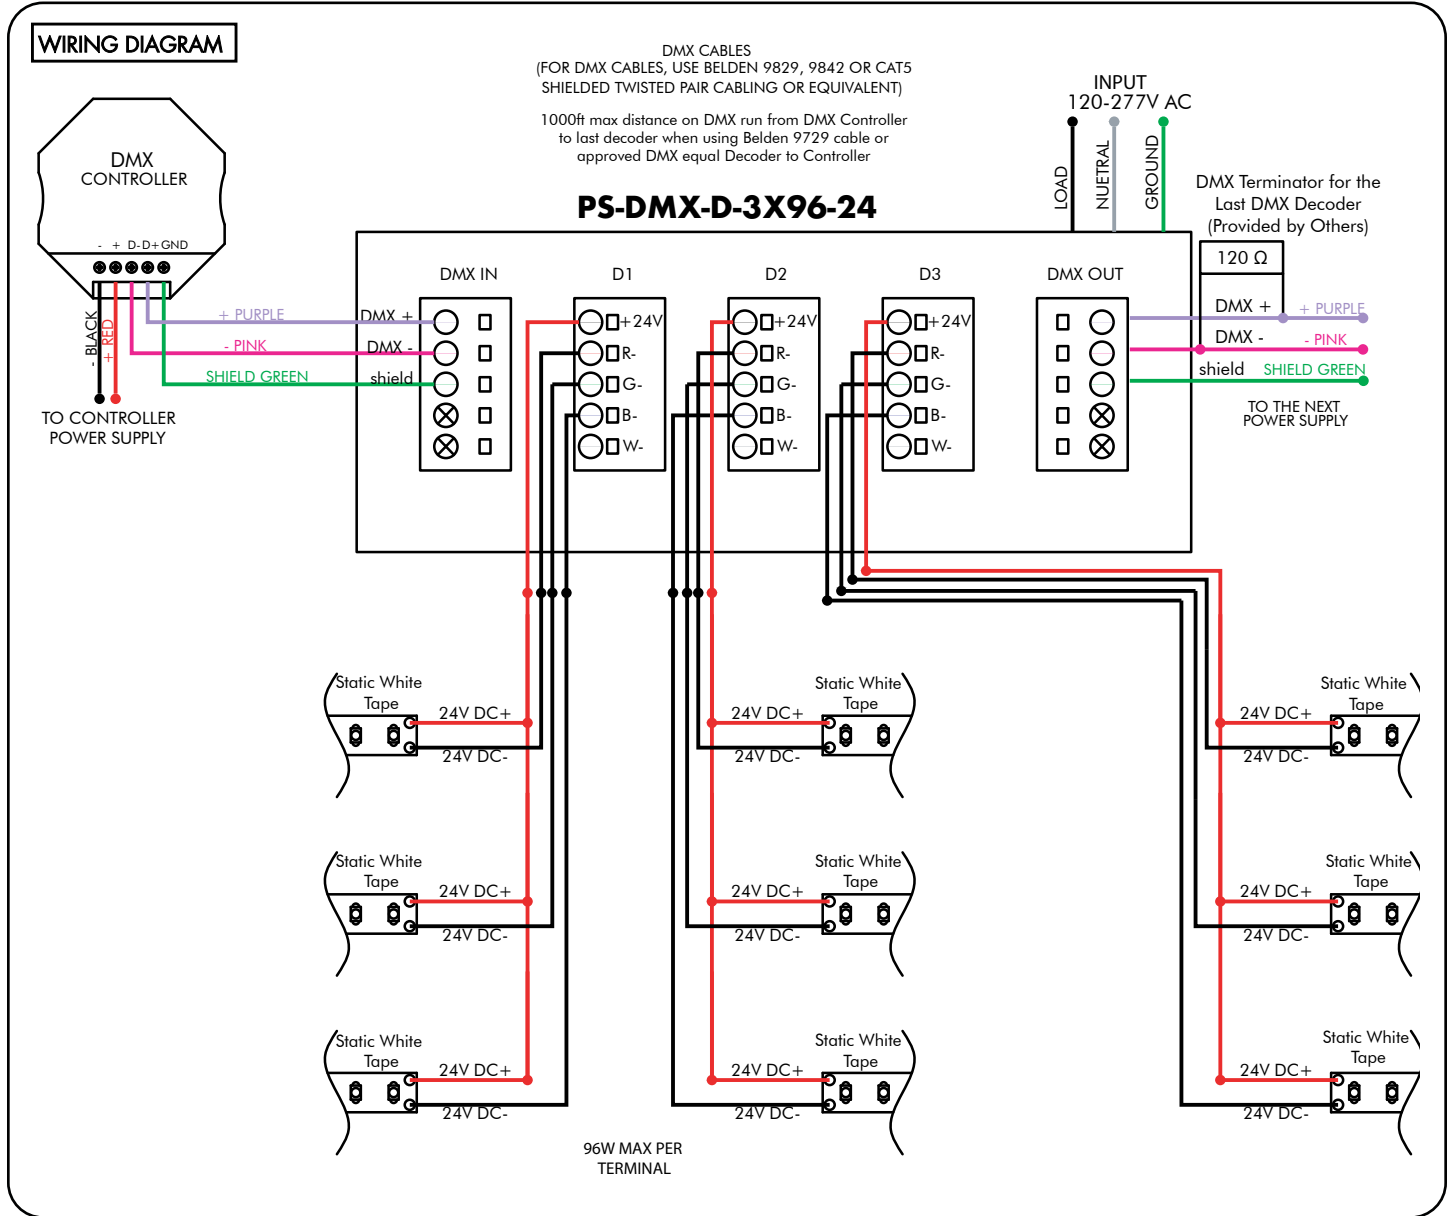 WIRING DIAGRAM
DMX CABLES
(FOR DMX CABLES, USE BELDEN 9829, 9842 OR CAT5
SHIELDED TWISTED PAIR CABLING OR EQUIVALENT)
1000ft max distance on DMX run from DMX Controller
to last decoder when using Belden 9729 cable or
approved DMX equal Decoder to Controller
PS-DMX-D-3X96-24
INPUT
120-277V AC
LOAD
NUETRAL
GROUND
DMX Terminator for the
Last DMX Decoder
(Provided by Others)
120 Ω
DMX
CONTROLLER
- + D- D+ GND
- BLACK
+ RED
TO CONTROLLER
POWER SUPPLY
+ PURPLE
- PINK
SHIELD GREEN
DMX +
DMX -
shield
DMX IN
D1
+24V
R-
G-
B-
W-
D2
+24V
R-
G-
B-
W-
D3
+24V
R-
G-
B-
W-
DMX OUT
DMX +
DMX -
shield
+ PURPLE
- PINK
SHIELD GREEN
TO THE NEXT
POWER SUPPLY
Static White
Tape
24V DC+
24V DC-
Static White
Tape
24V DC+
24V DC-
Static White
Tape
24V DC+
24V DC-
Static White
Tape
24V DC+
24V DC-
Static White
Tape
24V DC+
24V DC-
Static White
Tape
24V DC+
24V DC-
Static White
Tape
24V DC+
24V DC-
Static White
Tape
24V DC+
24V DC-
Static White
Tape
24V DC+
24V DC-
96W MAX PER
TERMINAL